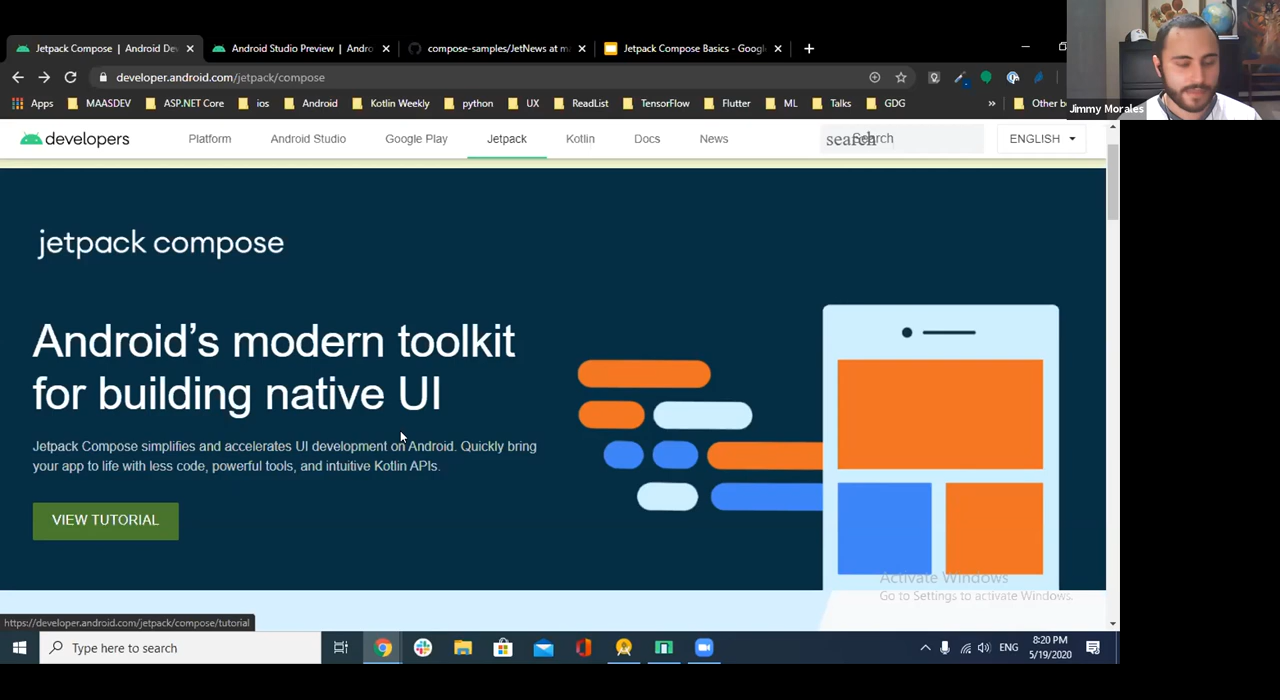 Jetpack Compose | Android De
Android Studio Preview | Andro
compose-samples/JetNews at m
Jetpack Compose Basics - Googl
developer.android.com/jetpack/compose
Apps
MAASDEV
ASP.NET Core
ios
Android
Kotlin Weekly
python
UX
ReadList
TensorFlow
Flutter
ML
Talks
GDG
»
Other b
Jimmy Morales
developers
Platform
Android Studio
Google Play
Jetpack
Kotlin
Docs
News
search
Search
ENGLISH
jetpack compose
Android’s modern toolkit
for building native UI
Jetpack Compose simplifies and accelerates UI development on Android. Quickly bring
your app to life with less code, powerful tools, and intuitive Kotlin APIs.
VIEW TUTORIAL
Activate Windows
Go to Settings to activate Windows.
https://developer.android.com/jetpack/compose/tutorial
Type here to search
ENG
8:20 PM
5/19/2020